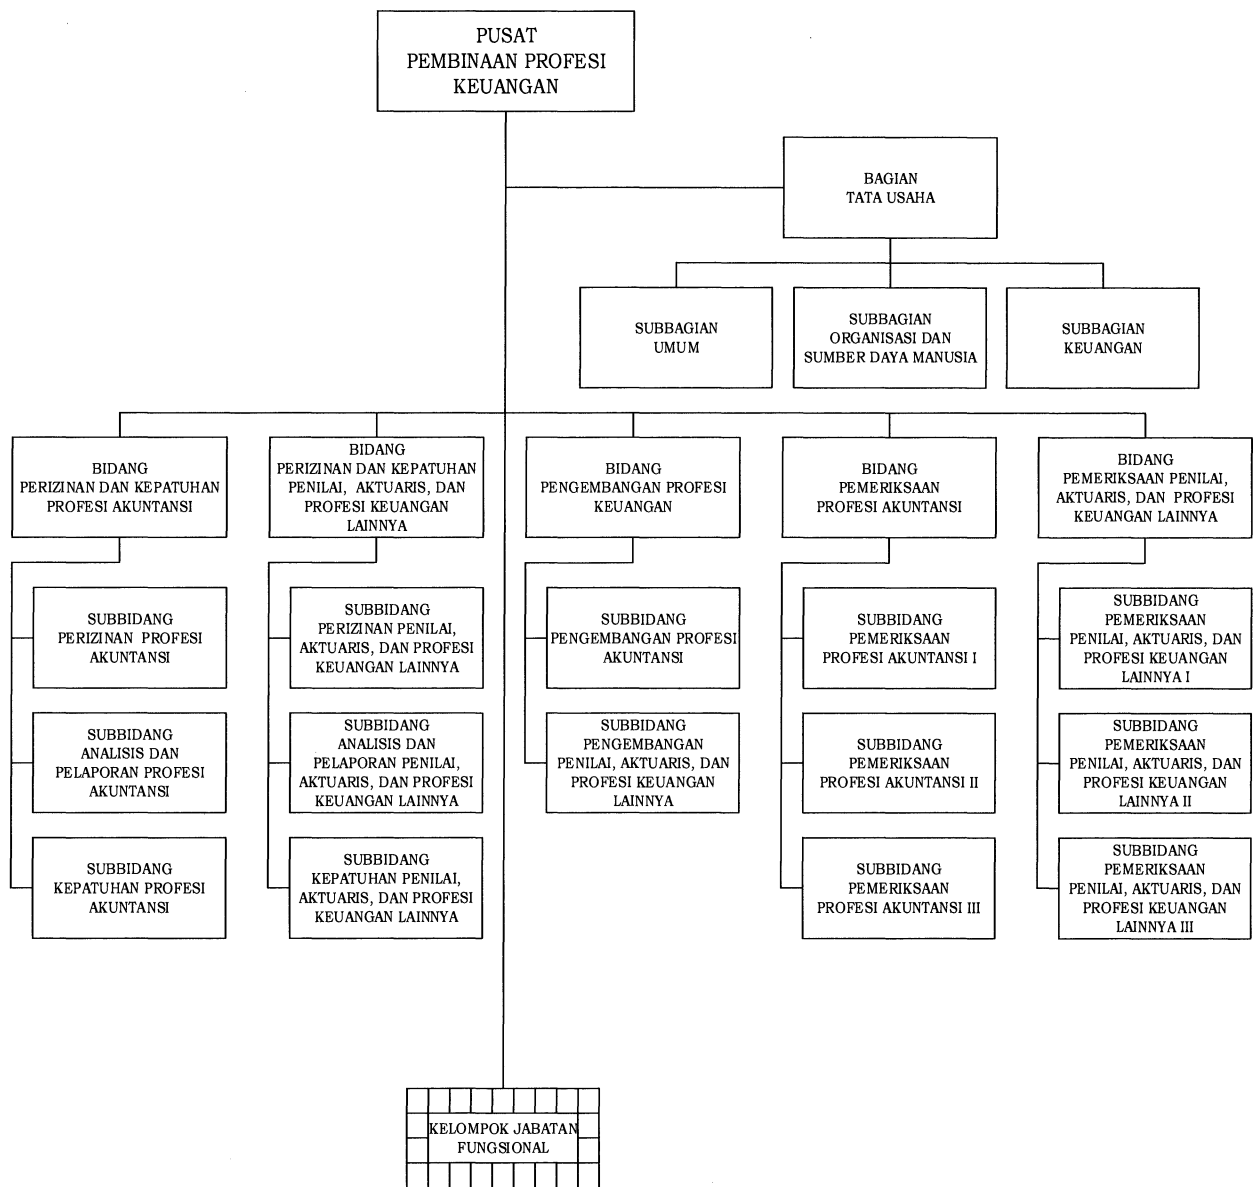 PUSAT
PEMBINAAN PROFESI
KEUANGAN
BAGIAN
TATA USAHA
SUBBAGIAN
UMUM
SUBBAGIAN
ORGANISASI DAN
SUMBER DAYA MANUSIA
SUBBAGIAN
KEUANGAN
BIDANG
PERIZINAN DAN KEPATUHAN
PROFESI AKUNTANSI
BIDANG
PERIZINAN DAN KEPATUHAN
PENILAI, AKTUARIS, DAN
PROFESI KEUANGAN
LAINNYA
BIDANG
PENGEMBANGAN PROFESI
KEUANGAN
BIDANG
PEMERIKSAAN
PROFESI AKUNTANSI
BIDANG
PEMERIKSAAN PENILAI,
AKTUARIS, DAN PROFESI
KEUANGAN LAINNYA
SUBBIDANG
PERIZINAN PROFESI
AKUNTANSI
SUBBIDANG
PERIZINAN PENILAI,
AKTUARIS, DAN PROFESI
KEUANGAN LAINNYA
SUBBIDANG
PENGEMBANGAN PROFESI
AKUNTANSI
SUBBIDANG
PEMERIKSAAN
PROFESI AKUNTANSI I
SUBBIDANG
PEMERIKSAAN
PENILAI, AKTUARIS, DAN
PROFESI KEUANGAN
LAINNYA I
SUBBIDANG
ANALISIS DAN
PELAPORAN PROFESI
AKUNTANSI
SUBBIDANG
ANALISIS DAN
PELAPORAN PENILAI,
AKTUARIS, DAN PROFESI
KEUANGAN LAINNYA
SUBBIDANG
PENGEMBANGAN
PENILAI, AKTUARIS, DAN
PROFESI KEUANGAN
LAINNYA
SUBBIDANG
PEMERIKSAAN
PROFESI AKUNTANSI II
SUBBIDANG
PEMERIKSAAN
PENILAI, AKTUARIS, DAN
PROFESI KEUANGAN
LAINNYA II
SUBBIDANG
KEPATUHAN PROFESI
AKUNTANSI
SUBBIDANG
KEPATUHAN PENILAI,
AKTUARIS, DAN PROFESI
KEUANGAN LAINNYA
SUBBIDANG
PEMERIKSAAN
PROFESI AKUNTANSI III
SUBBIDANG
PEMERIKSAAN
PENILAI, AKTUARIS, DAN
PROFESI KEUANGAN
LAINNYA III
KELOMPOK JABATAN
FUNGSIONAL